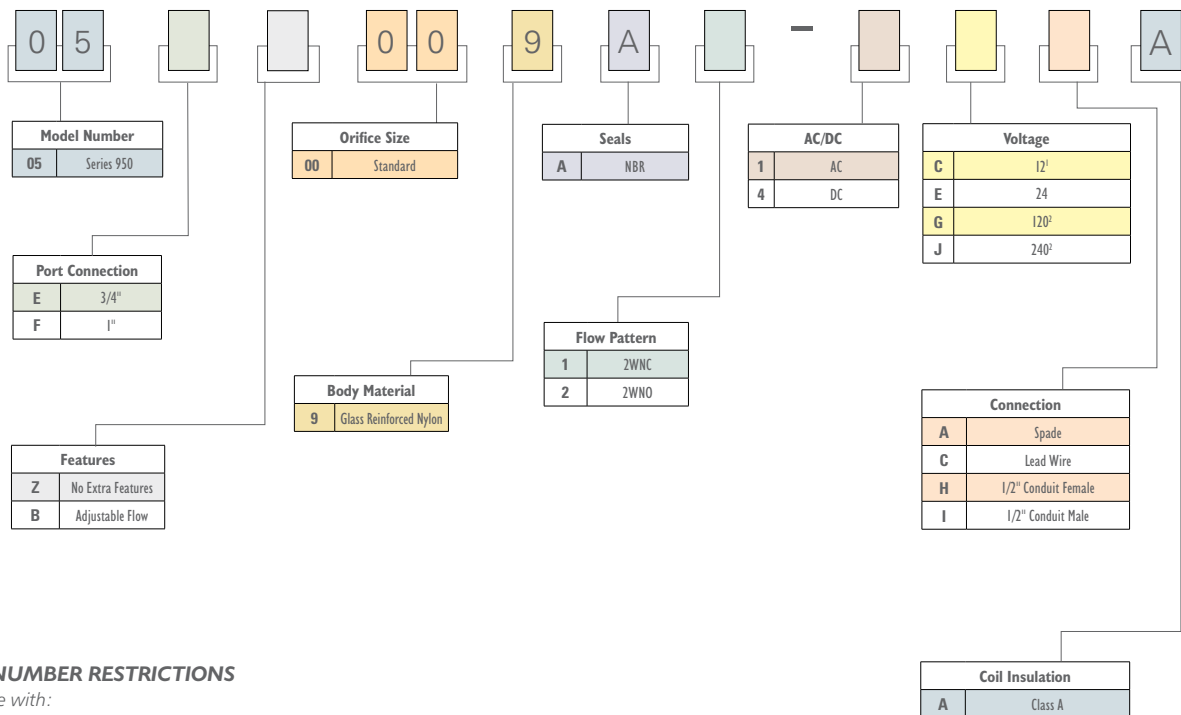 0 5 0 0 9 A – A
Model Number
05 Series 950
Orifice Size
00 Standard
Seals
A NBR
AC/DC
1 AC
4 DC
Voltage
C 12¹
E 24
G 120²
J 240²
Port Connection
E 3/4"
F 1"
Flow Pattern
1 2WNC
2 2WNO
Body Material
9 Glass Reinforced Nylon
Connection
A Spade
C Lead Wire
H 1/2" Conduit Female
I 1/2" Conduit Male
Features
Z No Extra Features
B Adjustable Flow
NUMBER RESTRICTIONS
e with:
Coil Insulation
A Class A